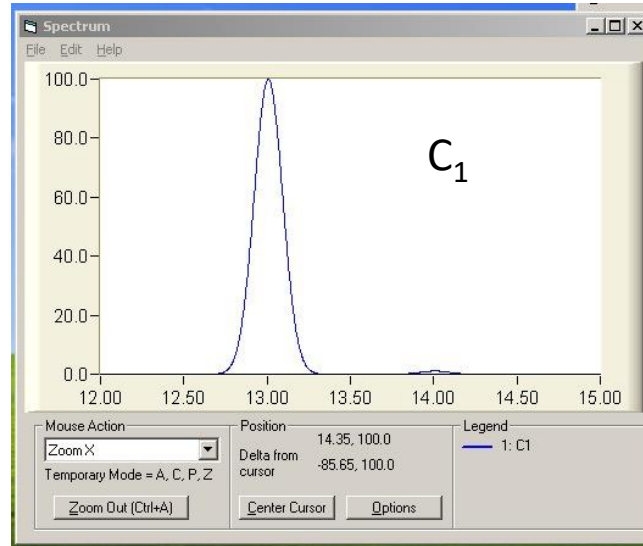 Spectrum
File Edit Help
100.0
80.0
60.0
40.0
20.0
0.0
C₁
12.00 12.50 13.00 13.50 14.00 14.50 15.00
Mouse Action
Zoom X
Temporary Mode = A, C, P, Z
Zoom Out (Ctrl+A)
Position
14.35, 100.0
Delta from
cursor
-85.65, 100.0
Center Cursor Options
Legend
1: C1